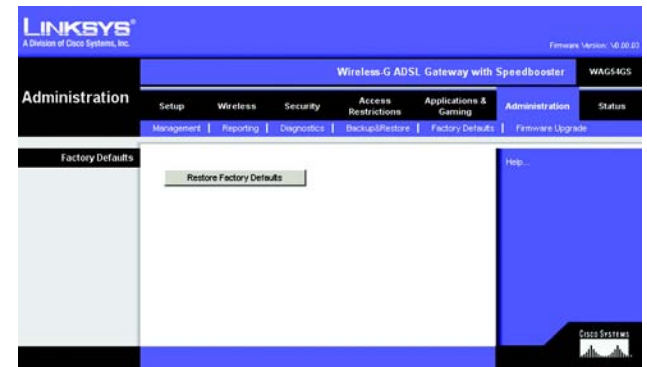 LINKSYS®
A Division of Cisco Systems, Inc.
Firmware Version: V0.00.03
Wireless-G ADSL Gateway with Speedbooster WAG54GS
Administration
Setup Wireless Security Access Restrictions Applications & Gaming Administration Status
Management | Reporting | Diagnostics | Backup&Restore | Factory Defaults | Firmware Upgrade
Factory Defaults
Restore Factory Defaults
Help...
CISCO SYSTEMS